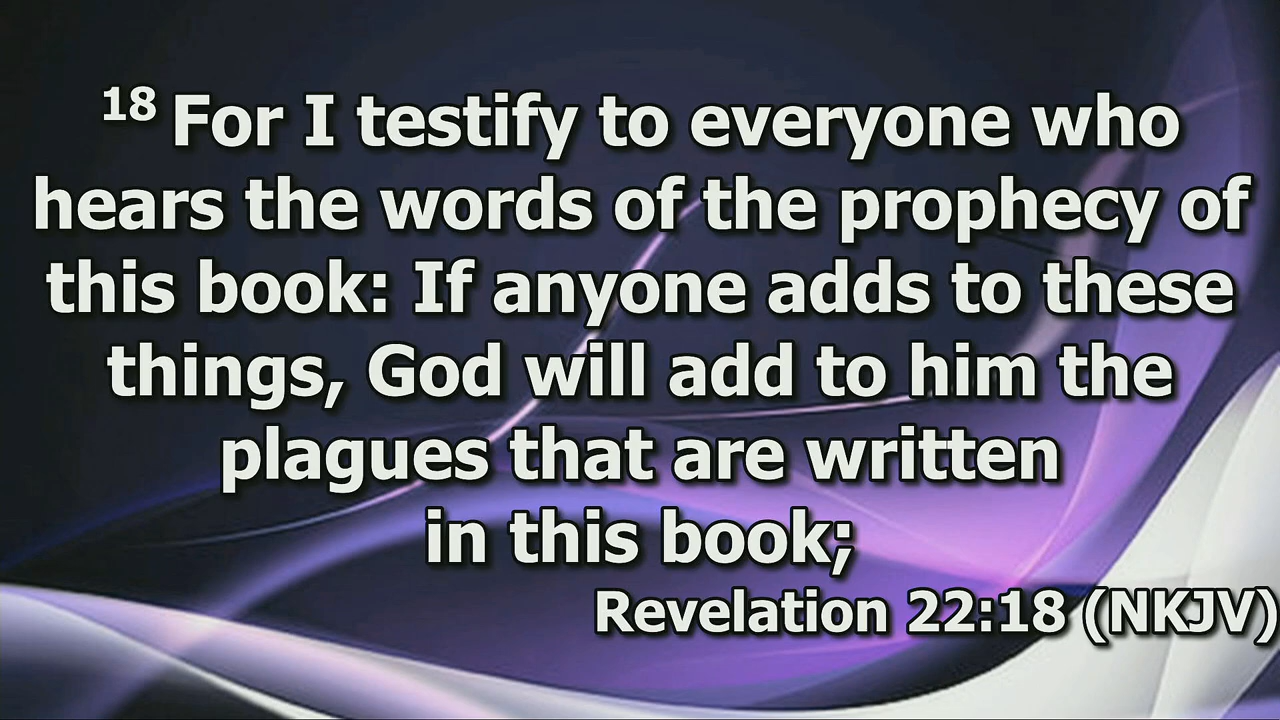 18 For I testify to everyone who
hears the words of the prophecy of
this book: If anyone adds to these
things, God will add to him the
plagues that are written
in this book;
Revelation 22:18 (NKJV)